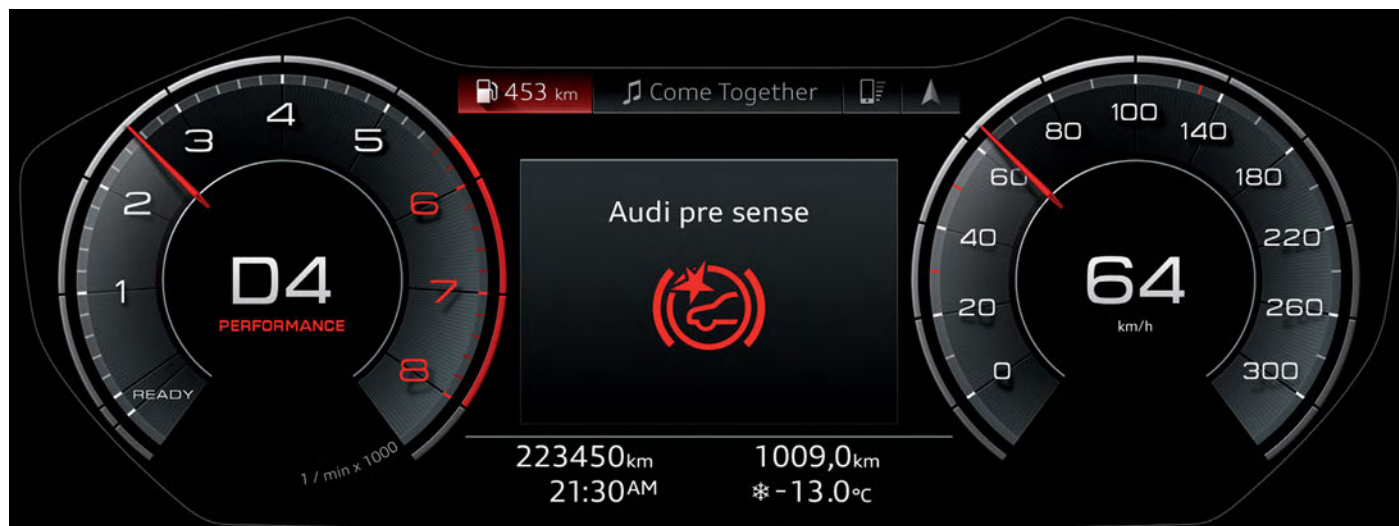 453 km
Come Together
Audi pre sense
1
2
3
4
5
6
7
8
READY
1 / min x 1000
D4
PERFORMANCE
0
20
40
60
80
100
140
180
220
260
300
64
km/h
223450km
1009,0km
21:30AM
-13.0°C